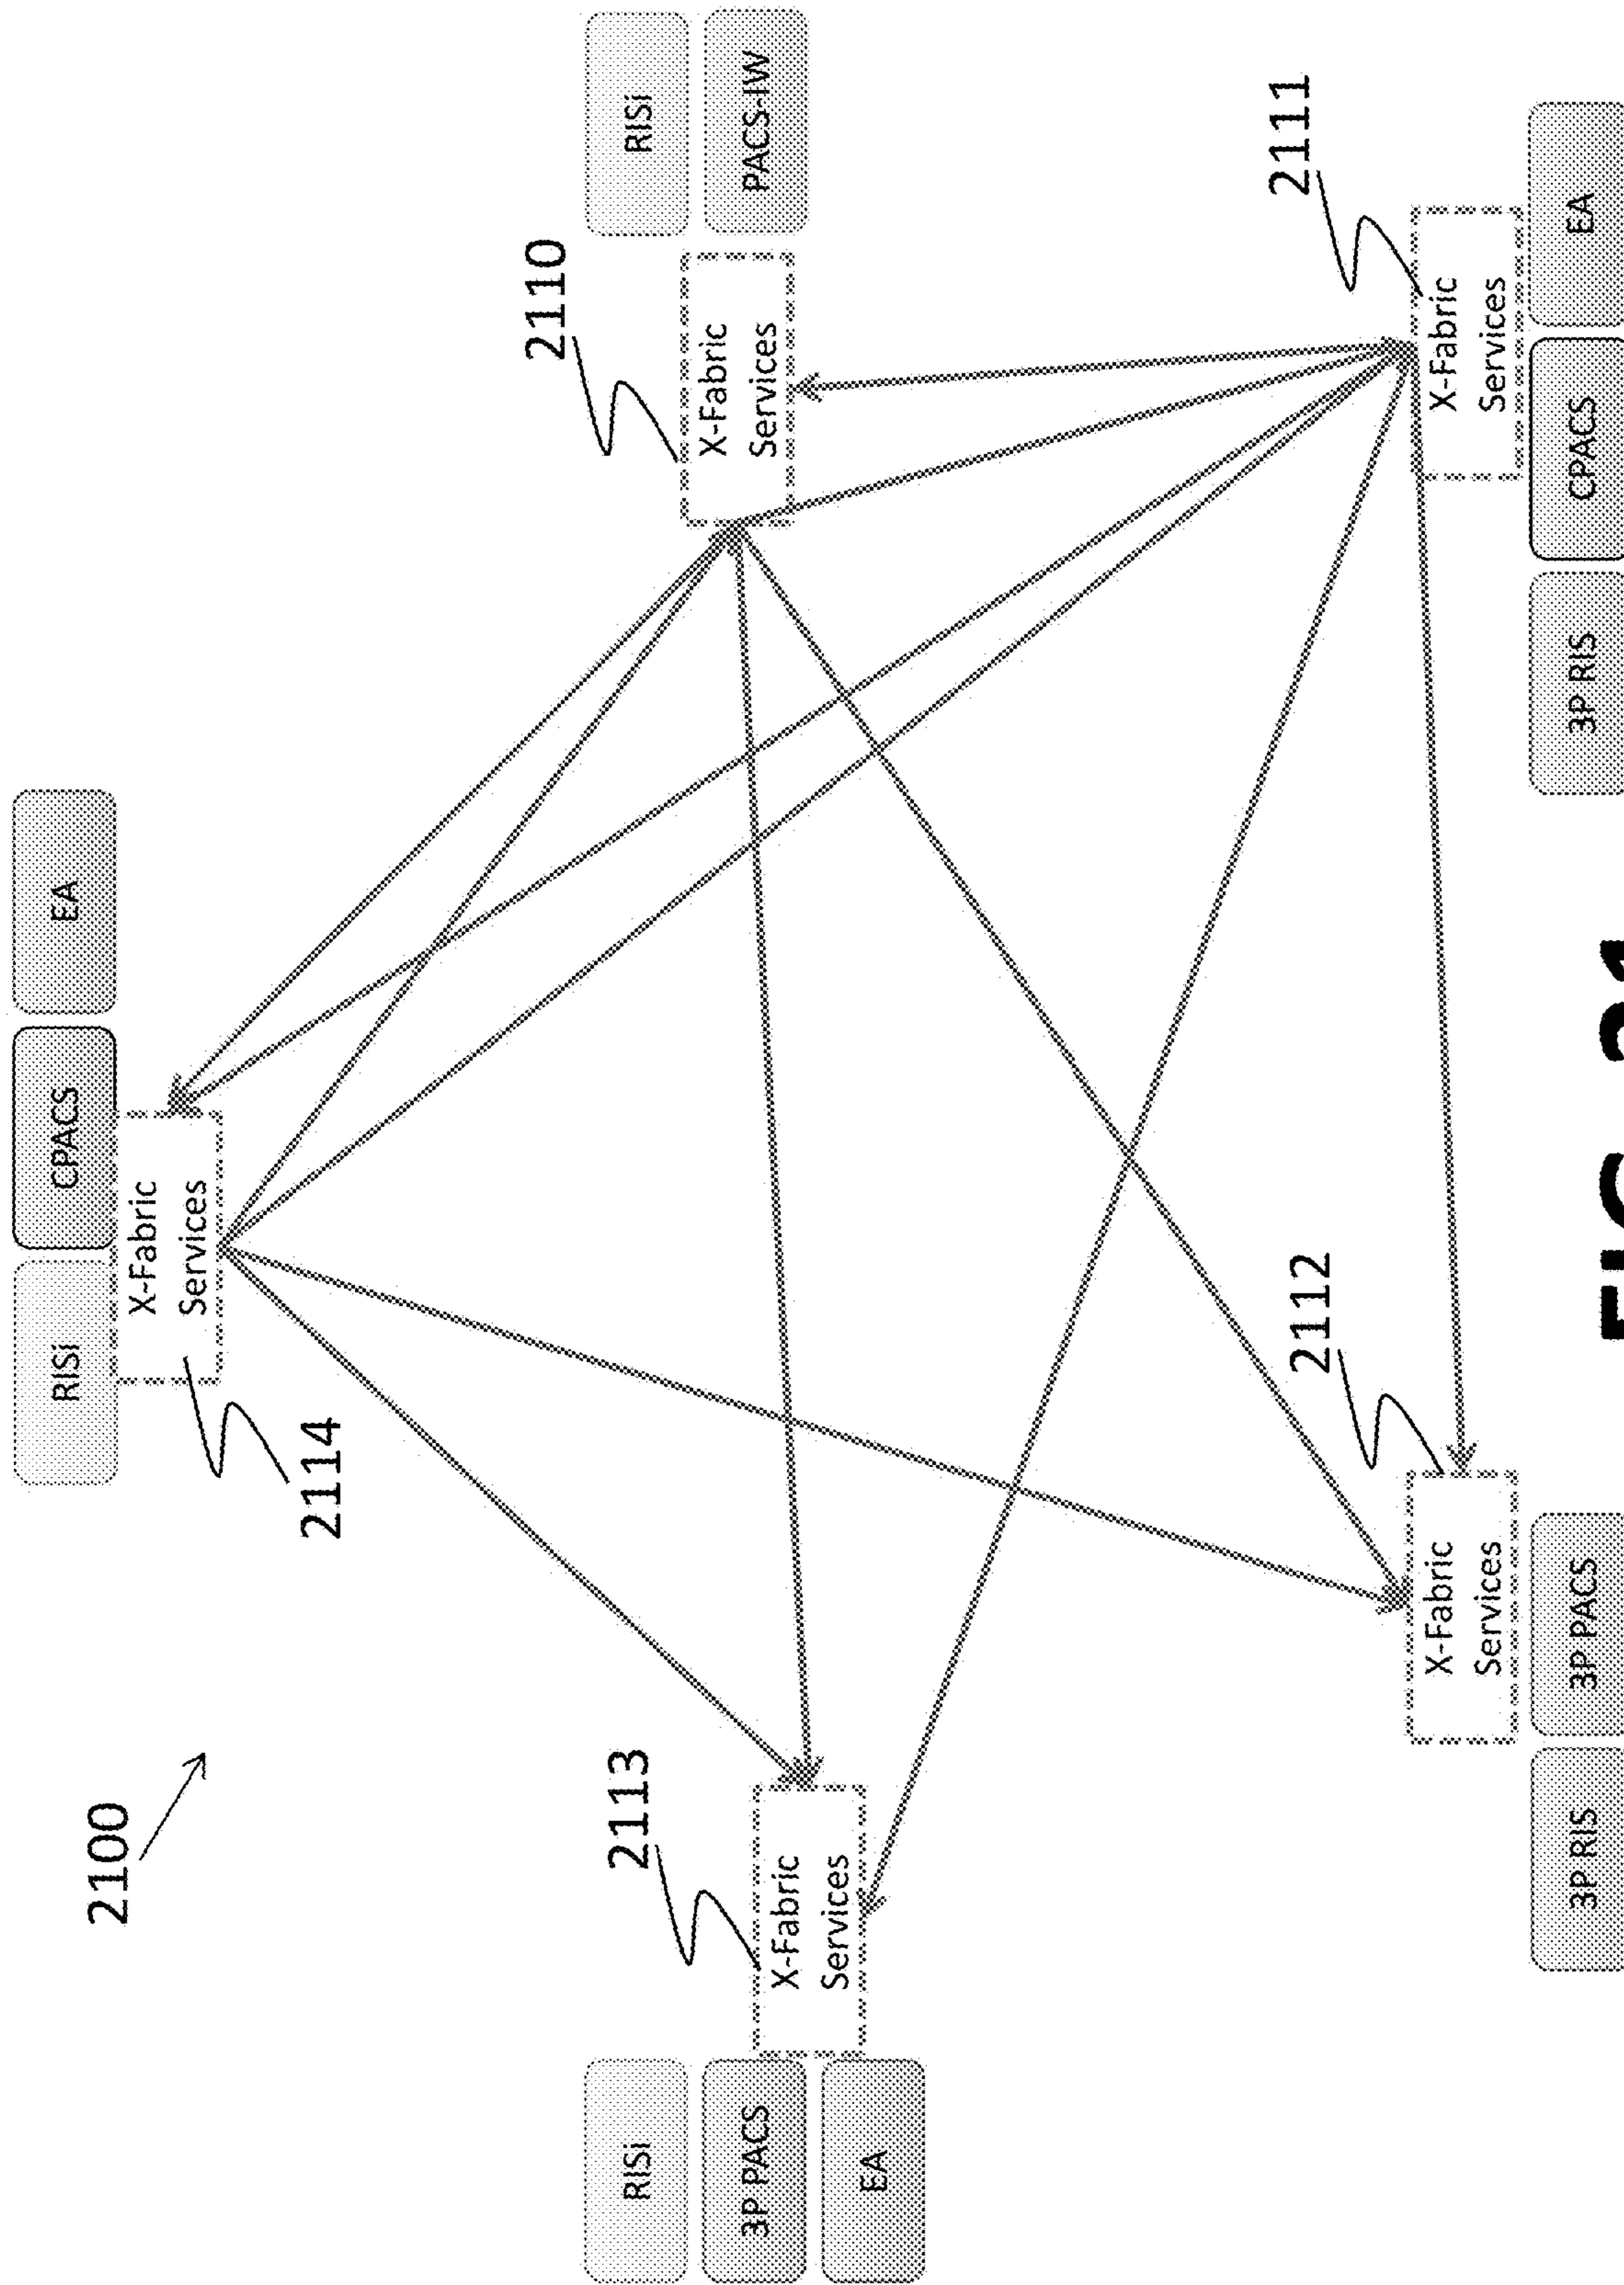 RISi
CPACS
EA
2100
X-Fabric
Services
2114
2110
RISi
2113
RISi
3P PACS
X-Fabric
Services
X-Fabric
Services
PACS-IW
EA
2111
2112
X-Fabric
Services
X-Fabric
Services
3P RIS
3P PACS
3P RIS
CPACS
EA